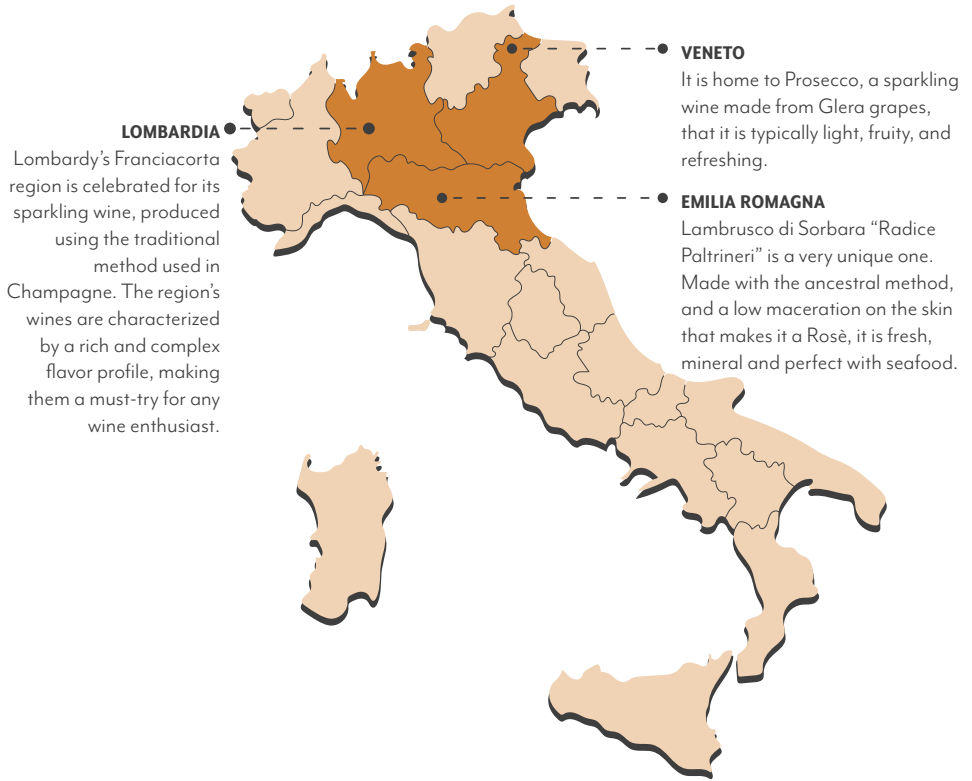 LOMBARDIA
Lombardy's Franciacorta
region is celebrated for its
sparkling wine, produced
using the traditional
method used in
Champagne. The region's
wines are characterized
by a rich and complex
flavor profile, making
them a must-try for any
wine enthusiast.
VENETO
It is home to Prosecco, a sparkling
wine made from Glera grapes,
that it is typically light, fruity, and
refreshing.
EMILIA ROMAGNA
Lambrusco di Sorbara “Radice
Paltrineri” is a very unique one.
Made with the ancestral method,
and a low maceration on the skin
that makes it a Rosè, it is fresh,
mineral and perfect with seafood.